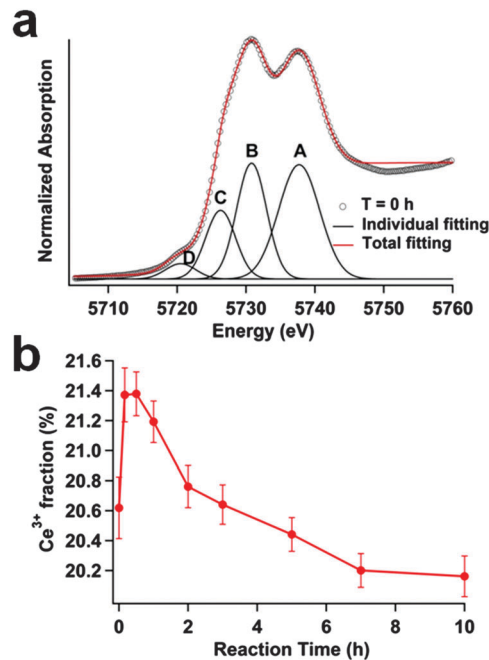 a
Normalized Absorption
A
B
C
D
T = 0 h
Individual fitting
Total fitting
5710 5720 5730 5740 5750 5760
Energy (eV)
b
Ce³⁺ fraction (%)
21.6
21.4
21.2
21.0
20.8
20.6
20.4
20.2
0 2 4 6 8 10
Reaction Time (h)